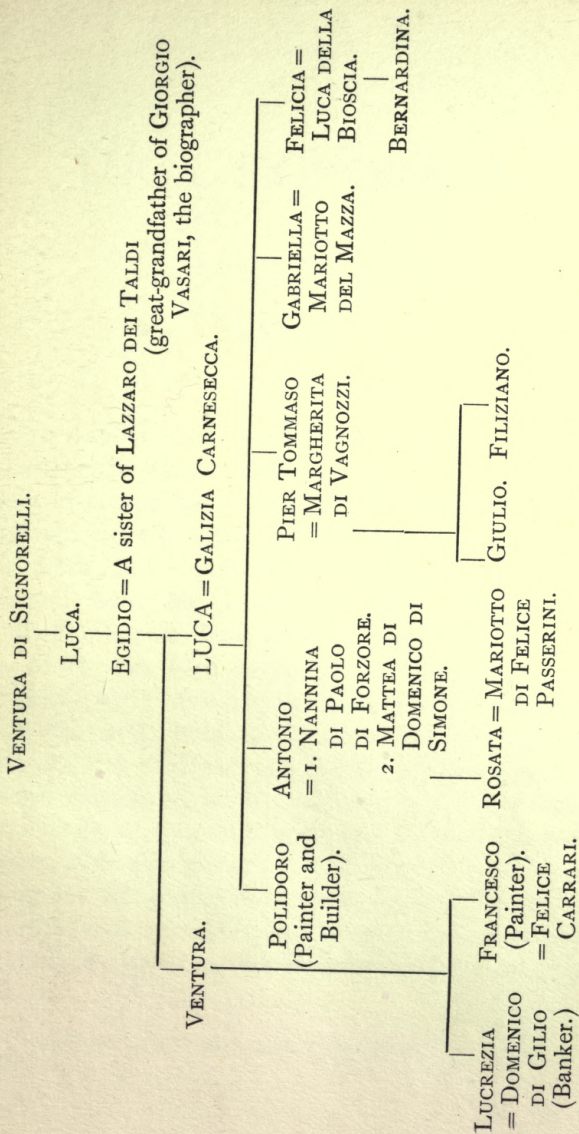 VENTURA DI SIGNORELLI.
LUCA.
EGIDIO = A sister of LAZZARO DEI TALDI
(great-grandfather of GIORGIO
VASARI, the biographer).
VENTURA.
LUCA = GALIZIA CARNESECCA.
POLIDORO
(Painter and
Builder).
ANTONIO
= 1. NANNINA
DI PAOLO
DI FORZORE.
2. MATTEA DI
DOMENICO DI
SIMONE.
PIER TOMMASO
= MARGHERITA
DI VAGNOZZI.
GABRIELLA =
MARIOTTO
DEL MAZZA.
FELICIA =
LUCA DELLA
BIOSCIA.
LUCREZIA
= DOMENICO
DI GILIO
(Banker.)
FRANCESCO
(Painter).
= FELICE
CARRARI.
ROSATA = MARIOTTO
DI FELICE
PASSERINI.
GIULIO. FILIZIANO.
BERNARDINA.